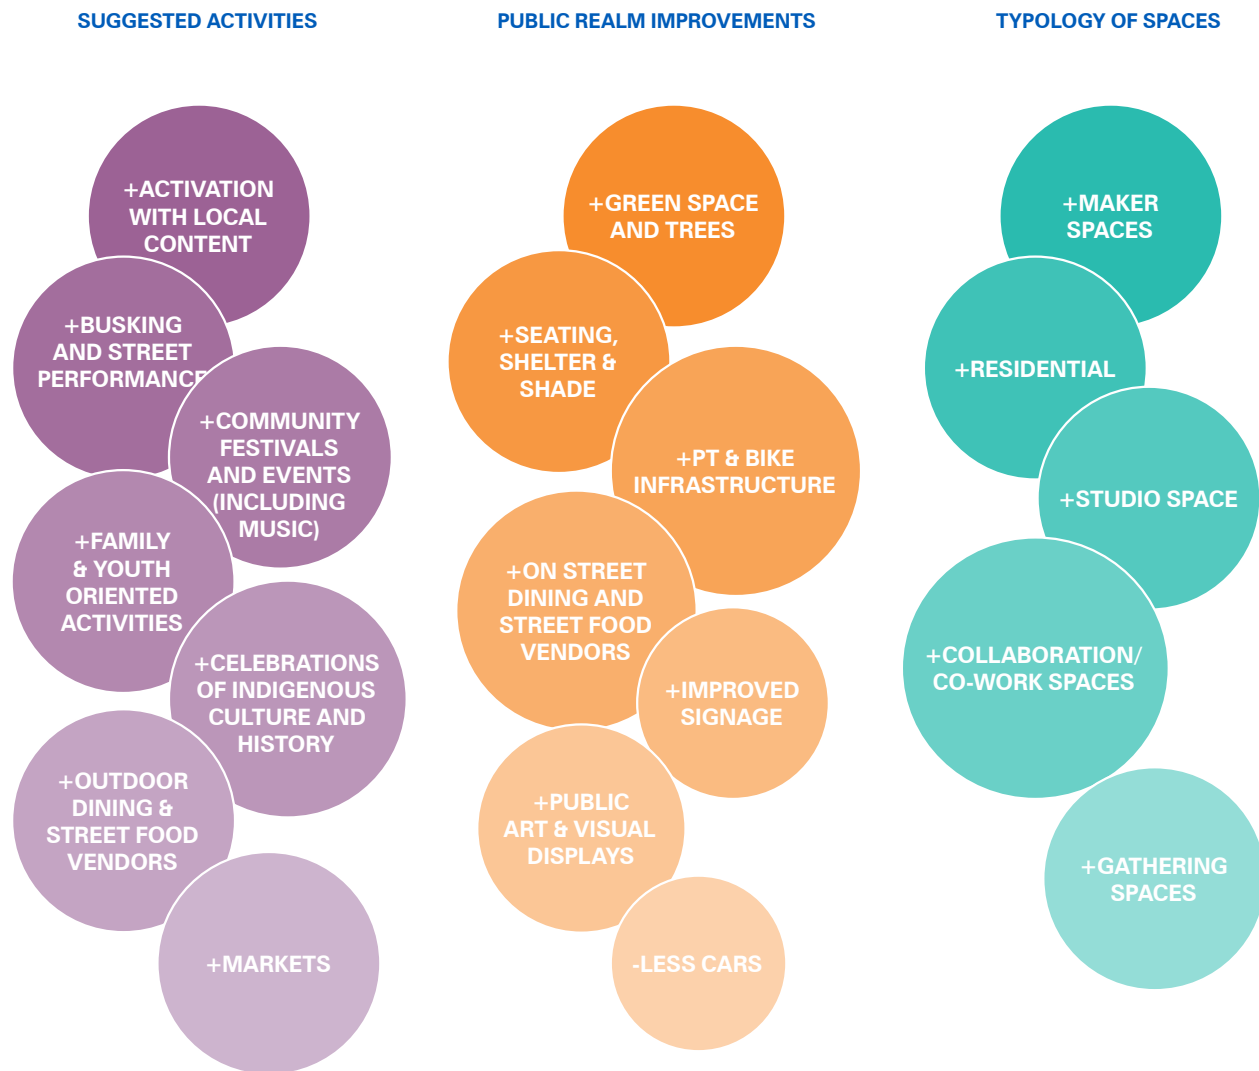 SUGGESTED ACTIVITIES
+ACTIVATION
WITH LOCAL
CONTENT
+BUSKING
AND STREET
PERFORMANCE
+COMMUNITY
FESTIVALS
AND EVENTS
(INCLUDING
MUSIC)
+FAMILY
& YOUTH
ORIENTED
ACTIVITIES
+CELEBRATIONS
OF INDIGENOUS
CULTURE AND
HISTORY
+OUTDOOR
DINING &
STREET FOOD
VENDORS
+MARKETS
PUBLIC REALM IMPROVEMENTS
+GREEN SPACE
AND TREES
+SEATING,
SHELTER &
SHADE
+PT & BIKE
INFRASTRUCTURE
+ON STREET
DINING AND
STREET FOOD
VENDORS
+IMPROVED
SIGNAGE
+PUBLIC
ART & VISUAL
DISPLAYS
-LESS CARS
TYPOLOGY OF SPACES
+MAKER
SPACES
+RESIDENTIAL
+STUDIO SPACE
+COLLABORATION/
CO-WORK SPACES
+GATHERING
SPACES